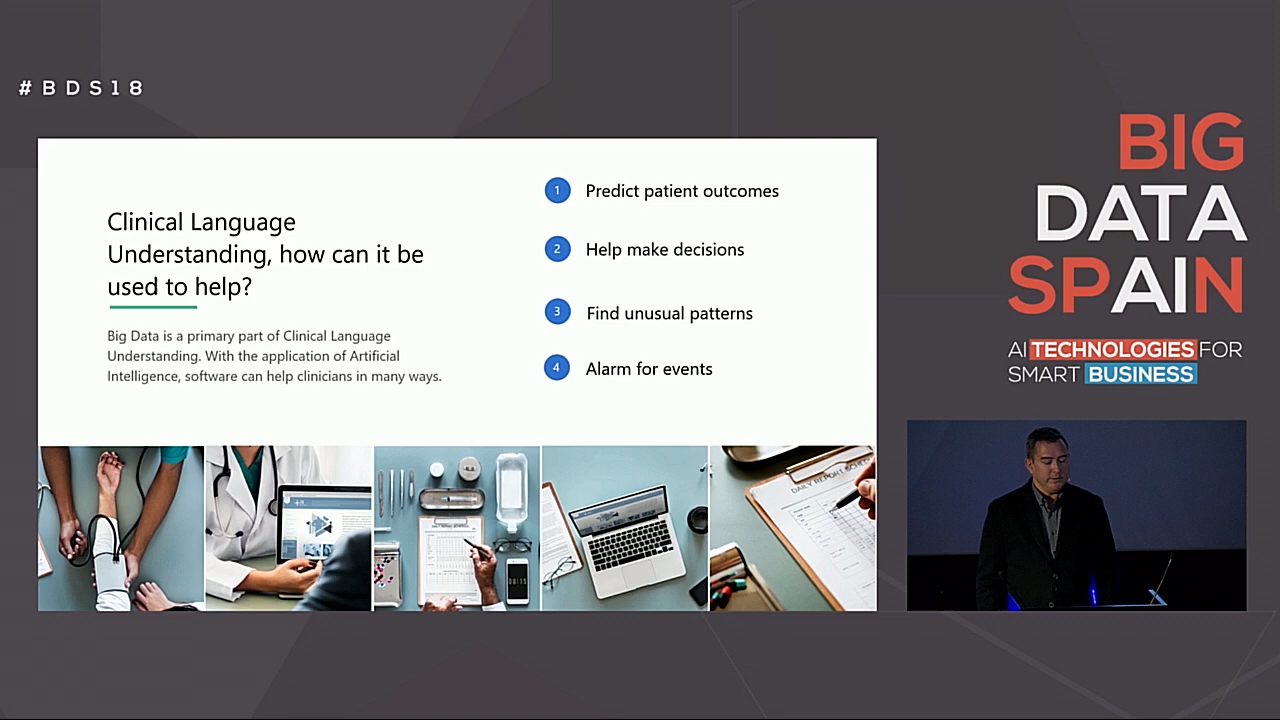 #BDS18
BIG
DATA
SPAIN
AI TECHNOLOGIES FOR
SMART BUSINESS
Clinical Language
Understanding, how can it be
used to help?
Big Data is a primary part of Clinical Language
Understanding. With the application of Artificial
Intelligence, software can help clinicians in many ways.
1 Predict patient outcomes
2 Help make decisions
3 Find unusual patterns
4 Alarm for events
DAILY REPORT